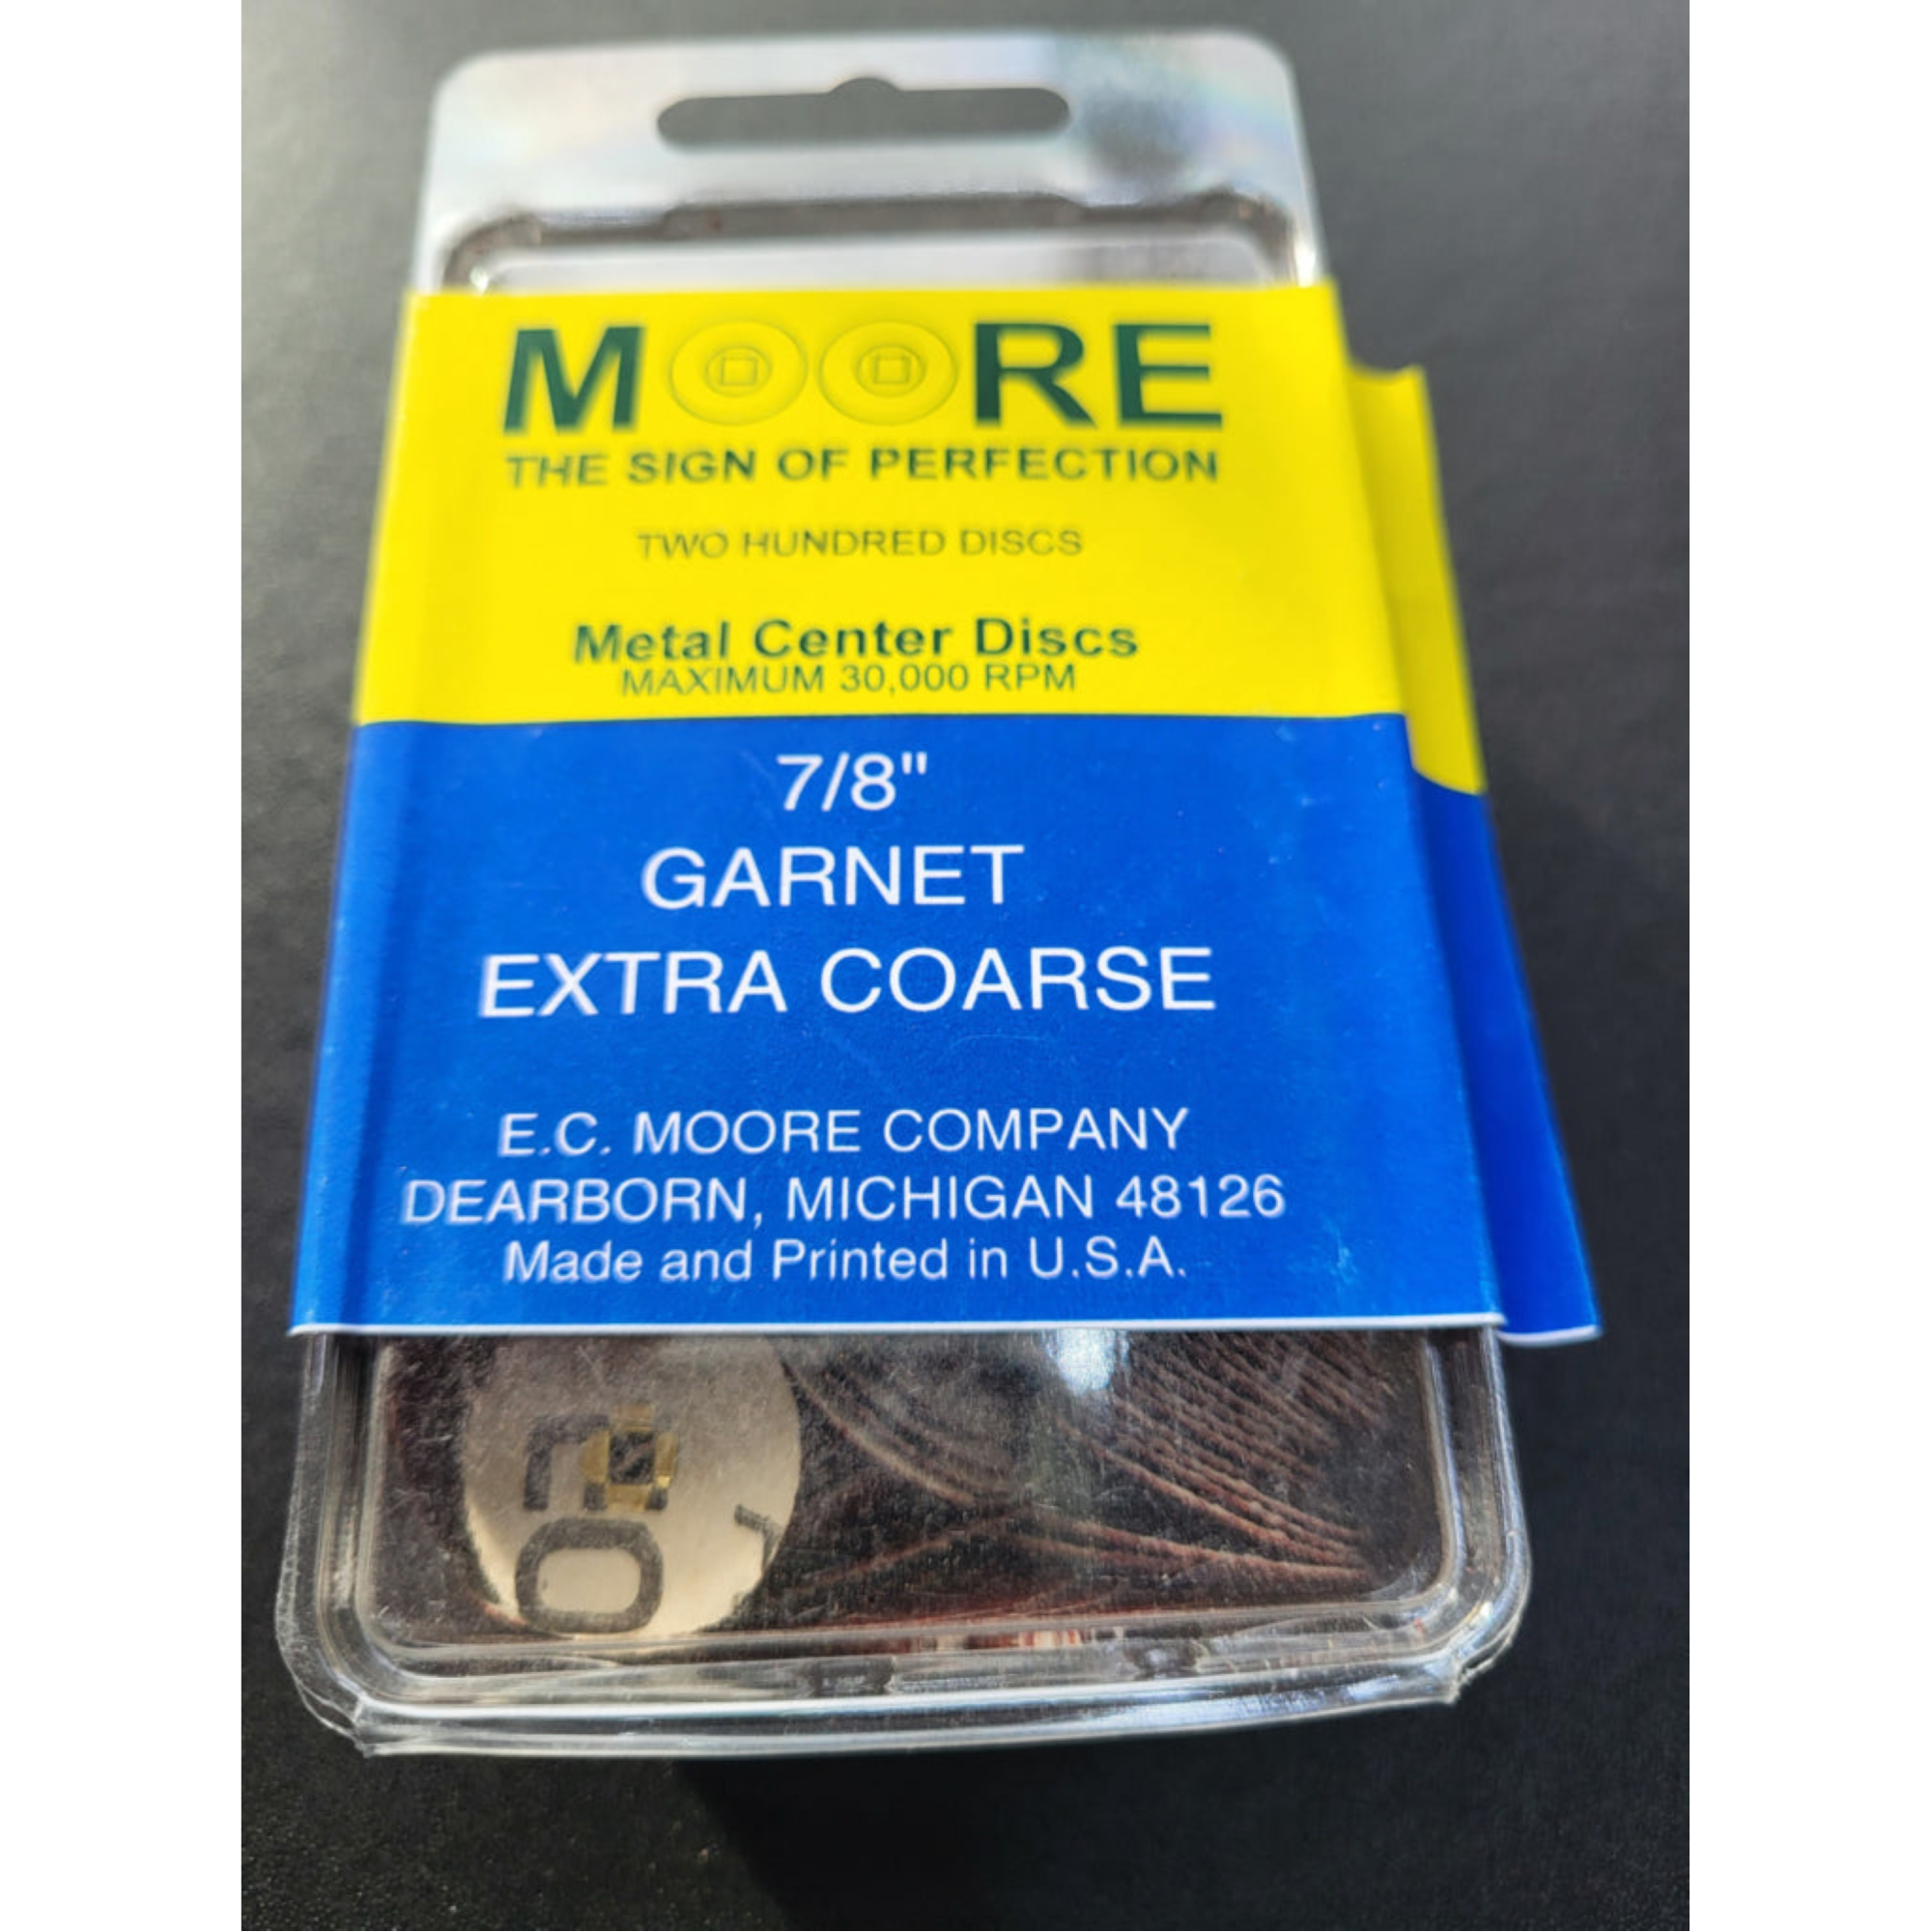 MOORE
THE SIGN OF PERFECTION
TWO HUNDRED DISCS
Metal Center Discs
MAXIMUM 30,000 RPM
7/8"
GARNET
EXTRA COARSE
E.C. MOORE COMPANY
DEARBORN, MICHIGAN 48126
Made and Printed in U.S.A.